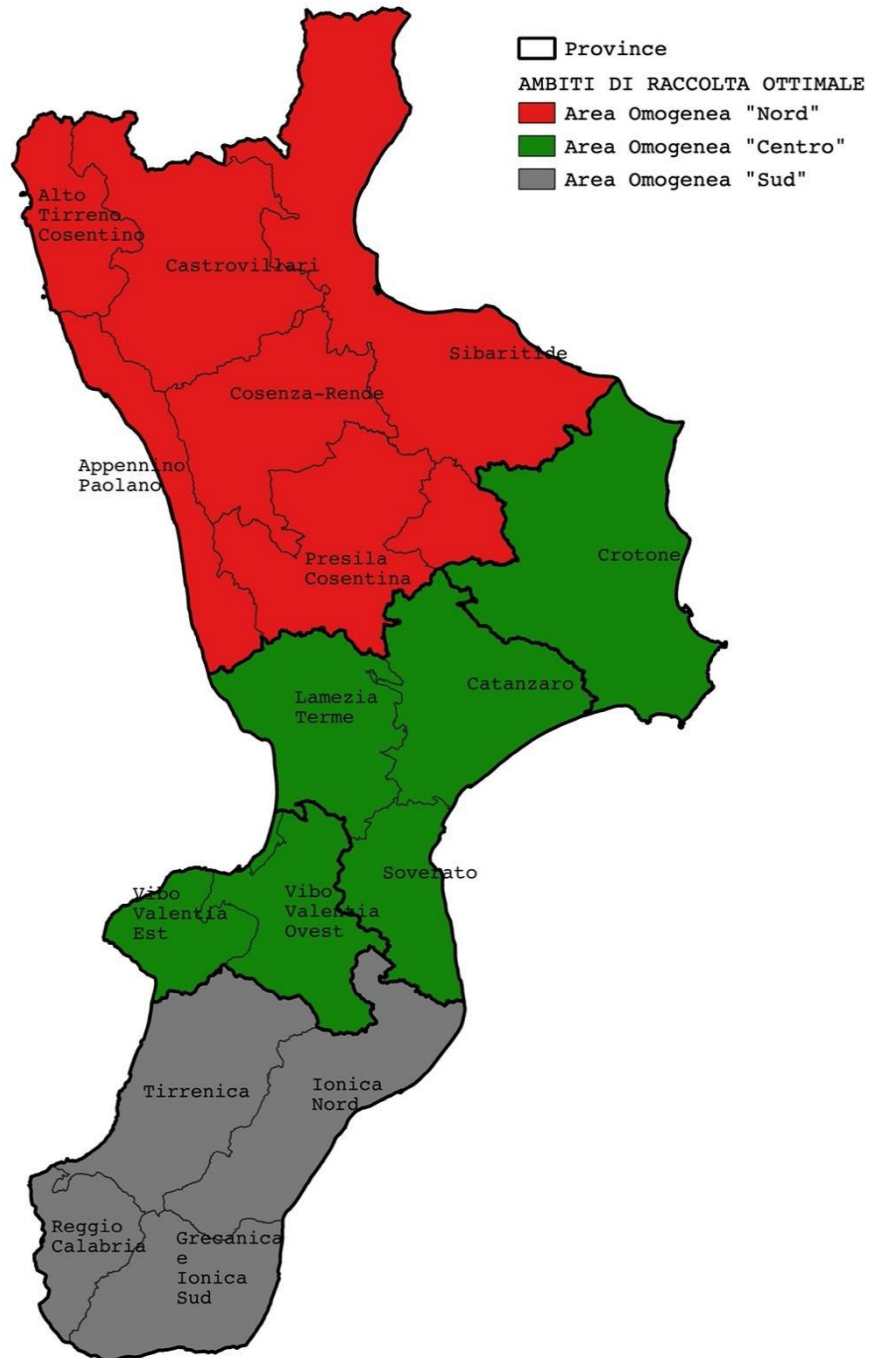 Province
AMBITI DI RACCOLTA OTTIMALE
Area Omogenea "Nord"
Area Omogenea "Centro"
Area Omogenea "Sud"
Alto
Tirreno
Cosentino
Castrovillari
Sibaritide
Cosenza-Rende
Appennino
Paolano
Presila
Cosentina
Crotone
Catanzaro
Lamezia
Terme
Soverato
Vibo
Valentia
Est
Vibo
Valentia
Ovest
Tirrenica
Ionica
Nord
Reggio
Calabria
Grecanica
e
Ionica
Sud